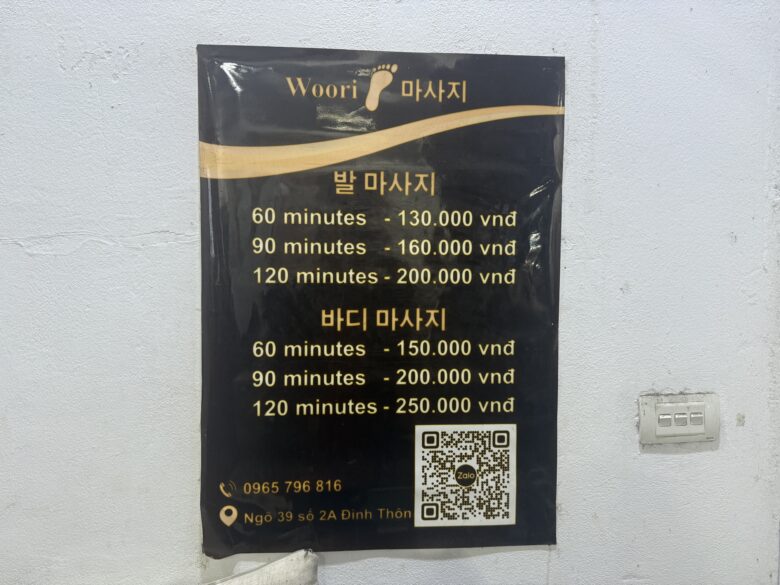 Woori 마사지
발 마사지
60 minutes - 130.000 vnđ
90 minutes - 160.000 vnđ
120 minutes - 200.000 vnđ
바디 마사지
60 minutes - 150.000 vnđ
90 minutes - 200.000 vnđ
120 minutes - 250.000 vnđ
Zalo
0965 796 816
Ngõ 39 số 2A Đình Thôn